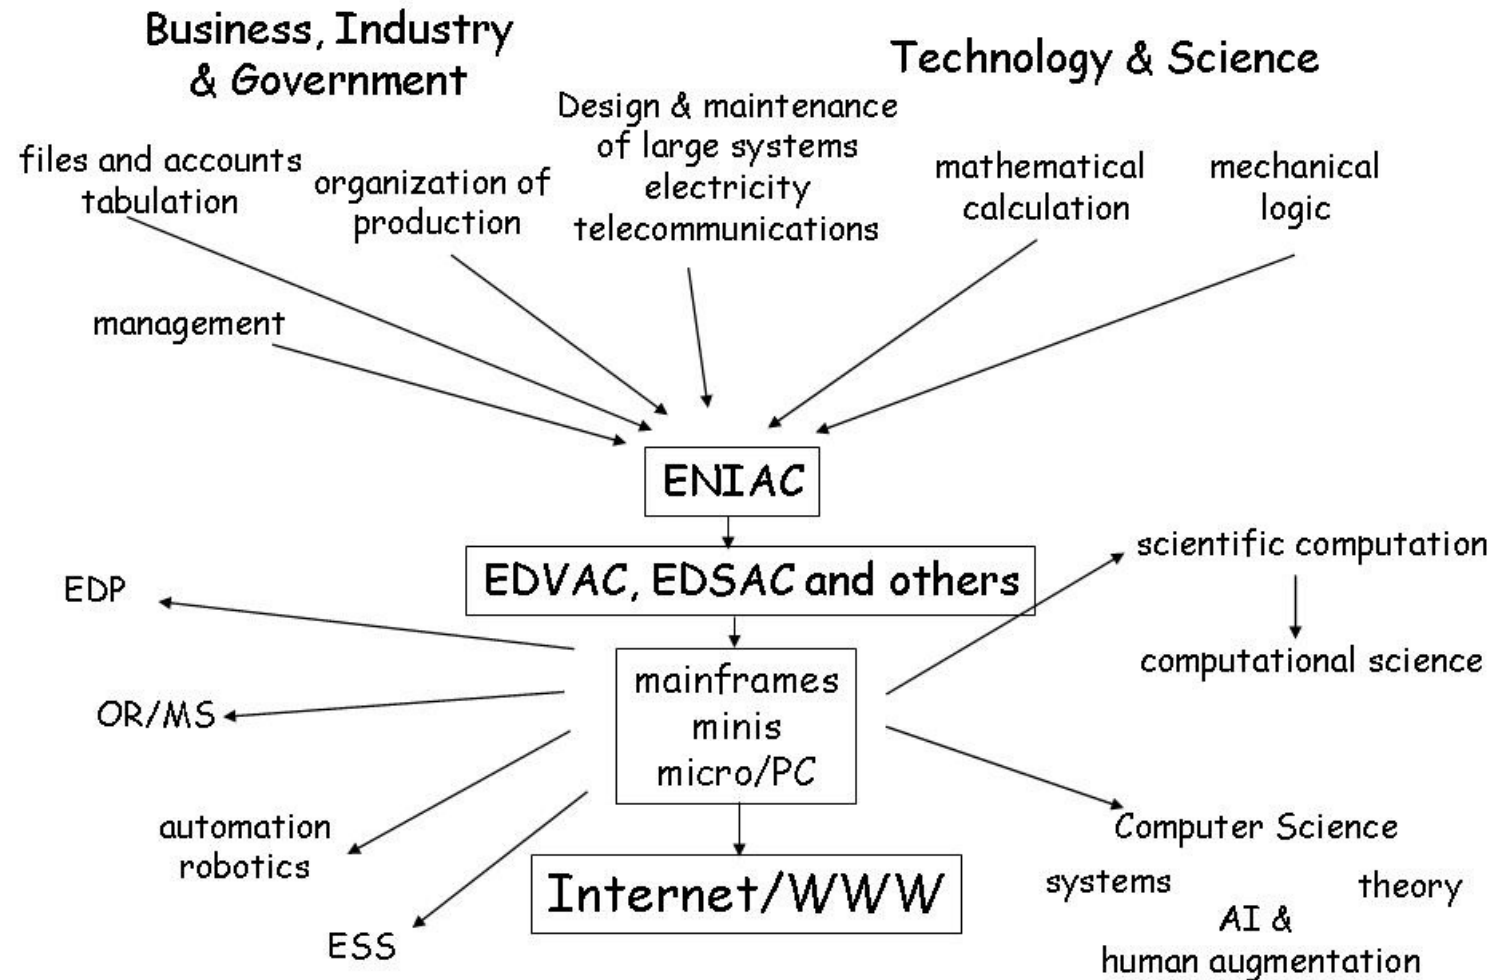 Business, Industry
& Government
Technology & Science
Design & maintenance
of large systems
electricity
telecommunications
files and accounts
tabulation
organization of
production
mathematical
calculation
mechanical
logic
management
ENIAC
EDVAC, EDSAC and others
scientific computation
computational science
EDP
OR/MS
automation
robotics
ESS
mainframes
minis
micro/PC
Internet/WWW
Computer Science
systems
theory
AI &
human augmentation